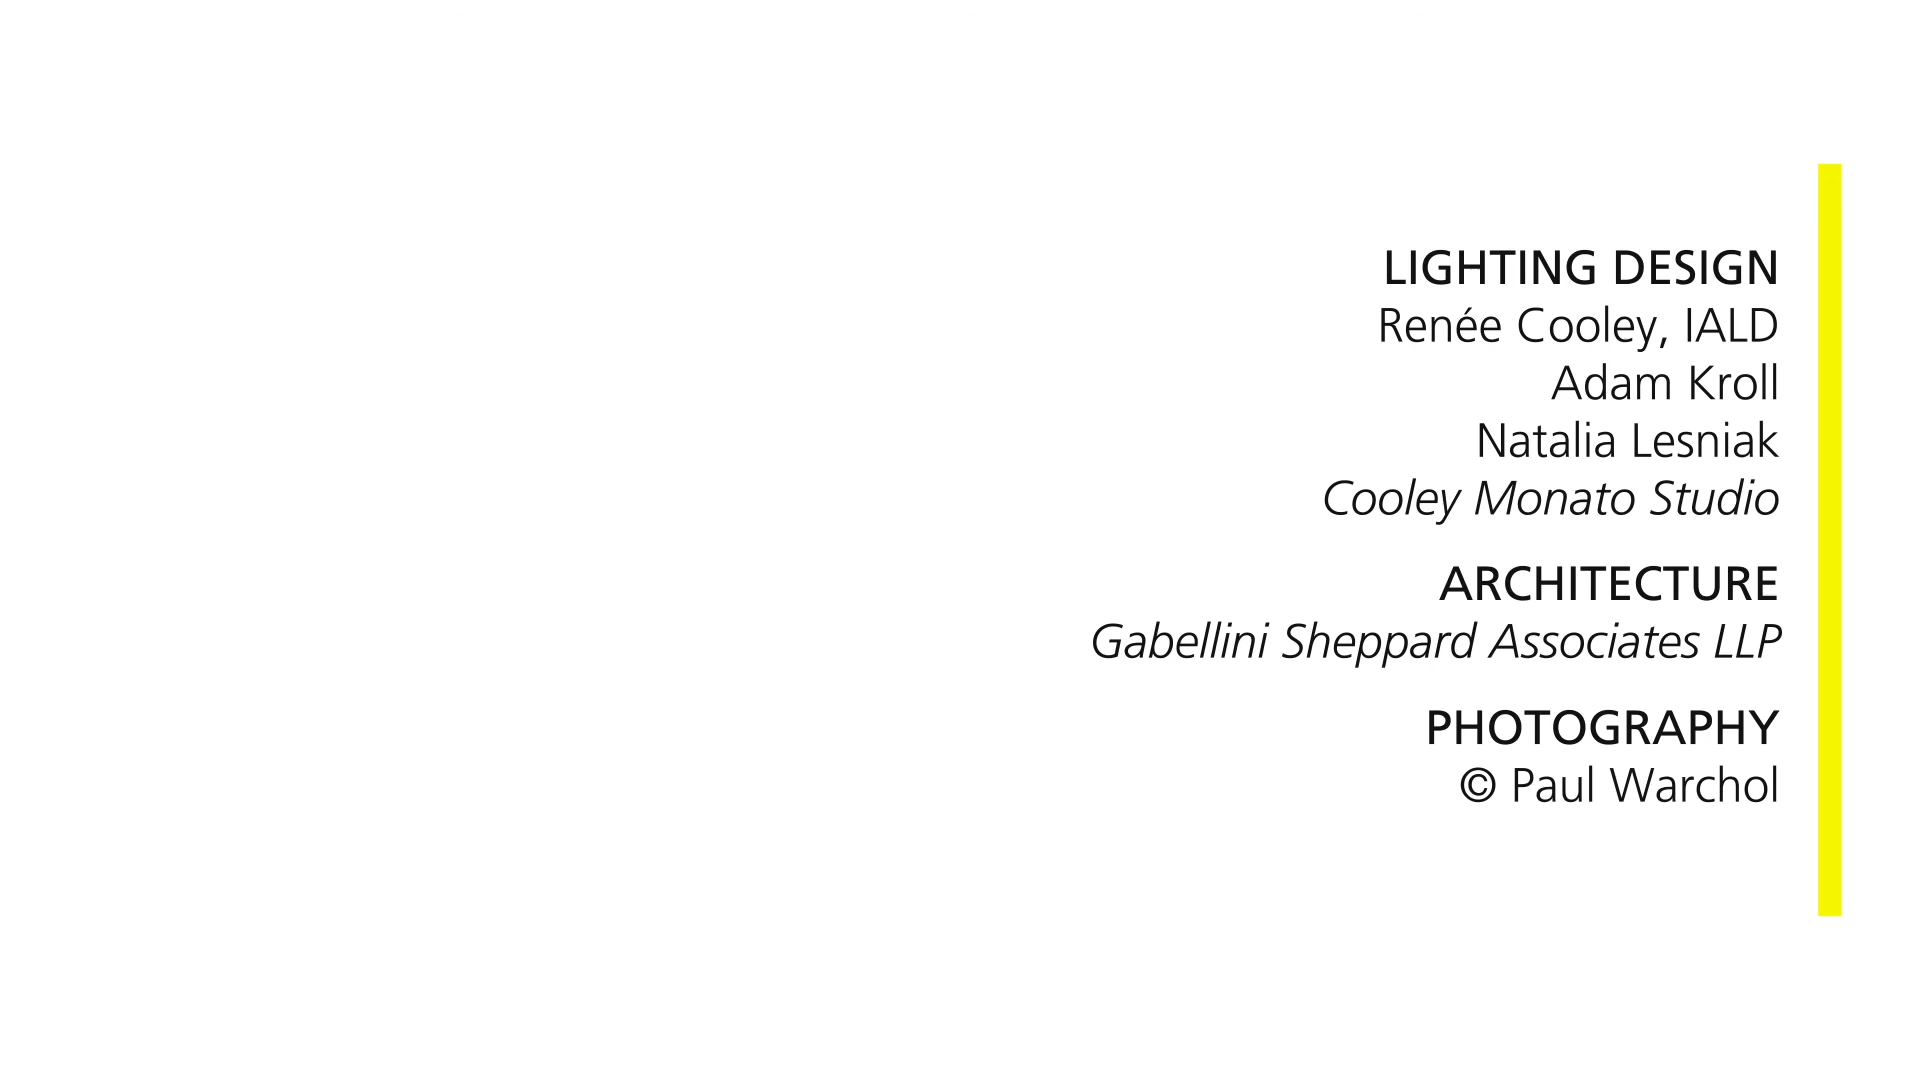 LIGHTING DESIGN
Renée Cooley, IALD
Adam Kroll
Natalia Lesniak
Cooley Monato Studio
ARCHITECTURE
Gabellini Sheppard Associates LLP
PHOTOGRAPHY
© Paul Warchol